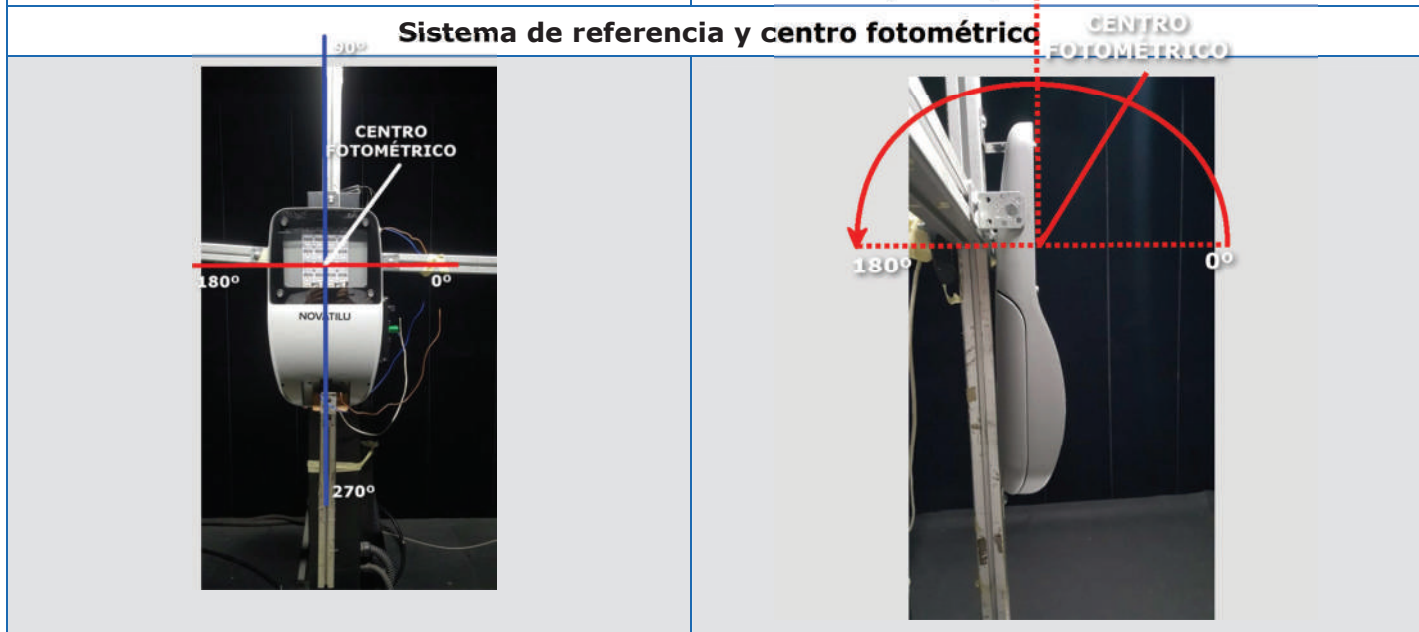 Sistema de referencia y centro fotométrico
90º
CENTRO
FOTOMÉTRICO
180º
0º
NOVATILU
270º
CENTRO
FOTOMÉTRICO
180º
0º